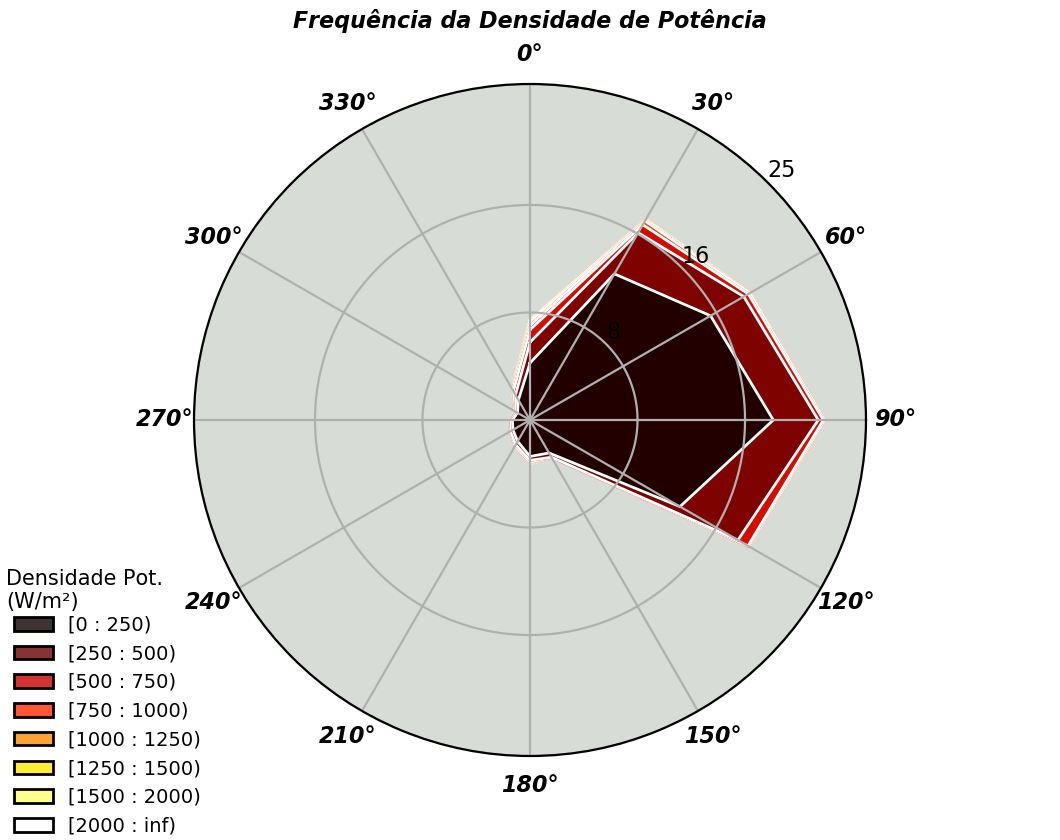 Frequência da Densidade de Potência
0°
330°
30°
25
300°
60°
16
8
270°
90°
240°
120°
210°
150°
180°
Densidade Pot.
(W/m²)
[0 : 250)
[250 : 500)
[500 : 750)
[750 : 1000)
[1000 : 1250)
[1250 : 1500)
[1500 : 2000)
[2000 : inf)